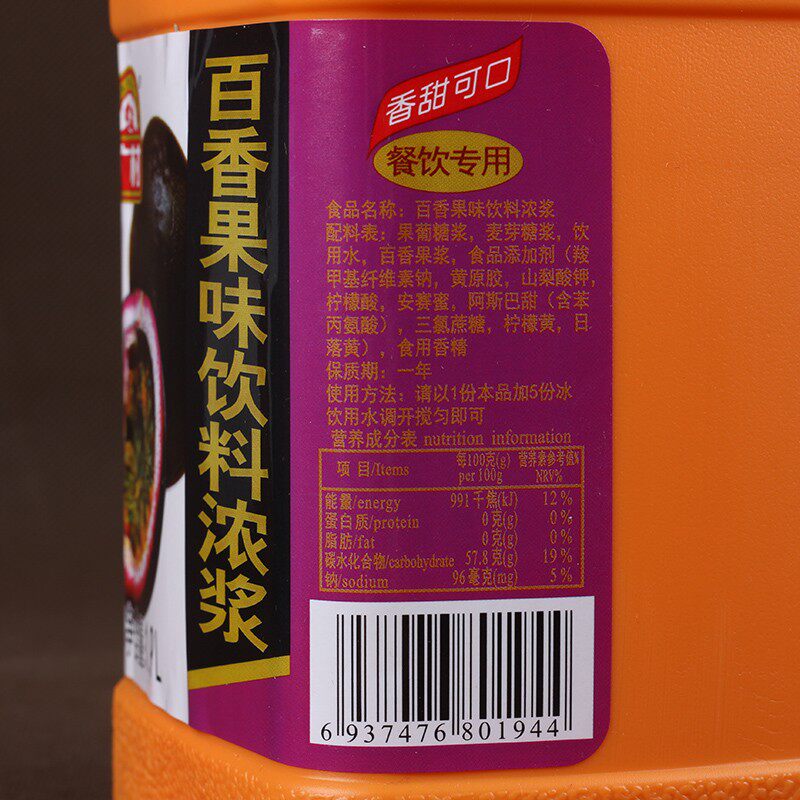 百香果味饮料浓浆
香甜可口
餐饮专用
食品名称：百香果味饮料浓浆
配料表：果葡糖浆，麦芽糖浆，饮
用水，百香果浆，食品添加剂（羧
甲基纤维素钠，黄原胶，山梨酸钾，
柠檬酸，安赛蜜，阿斯巴甜（含苯
丙氨酸），三氯蔗糖，柠檬黄，日
落黄），食用香精
保质期：一年
使用方法：请以1份本品加5份冰
饮用水调开搅匀即可
营养成分表 nutrition information
项 目/Items 每100克(g) per 100g 营养素参考值% NRV%
能量/energy 991千焦(kJ) 12%
蛋白质/protein 0克(g) 0%
脂肪/fat 0克(g) 0%
碳水化合物/carbohydrate 57.8克(g) 19%
钠/sodium 96毫克(mg) 5%
6 937476 801944
村